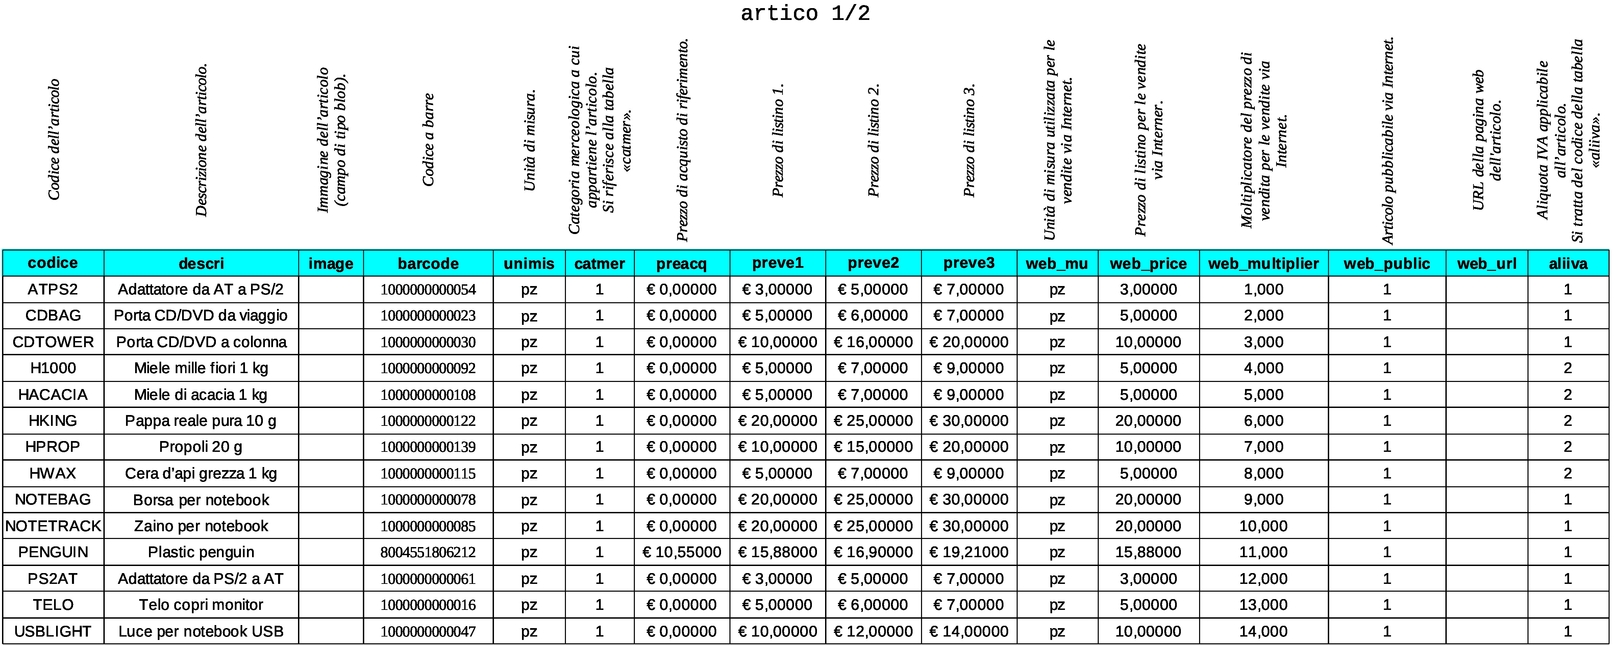 artico 1/2
Codice dell'articolo
Descrizione dell'articolo.
Immagine dell'articolo
(campo di tipo blob).
Codice a barre
Unità di misura.
Categoria merceologica a cui
appartiene l'articolo.
Si riferisce alla tabella
«catmer».
Prezzo di acquisto di riferimento.
Prezzo di listino 1.
Prezzo di listino 2.
Prezzo di listino 3.
Unità di misura utilizzata per le
vendite via Internet.
Prezzo di listino per le vendite
via Interner.
Moltiplicatore del prezzo di
vendita per le vendite via
Internet.
Articolo pubblicabile via Internet.
URL della pagina web
dell'articolo.
Aliquota IVA applicabile
all'articolo.
Si tratta del codice della tabella
«aliiva».
codice descri image barcode unimis catmer preacq preve1 preve2 preve3 web_mu web_price web_multiplier web_public web_url aliiva
ATPS2 Adattatore da AT a PS/2 1000000000054 pz 1 € 0,00000 € 3,00000 € 5,00000 € 7,00000 pz 3,00000 1,000 1 1
CDBAG Porta CD/DVD da viaggio 1000000000023 pz 1 € 0,00000 € 5,00000 € 6,00000 € 7,00000 pz 5,00000 2,000 1 1
CDTOWER Porta CD/DVD a colonna 1000000000030 pz 1 € 0,00000 € 10,00000 € 16,00000 € 20,00000 pz 10,00000 3,000 1 1
H1000 Miele mille fiori 1 kg 1000000000092 pz 1 € 0,00000 € 5,00000 € 7,00000 € 9,00000 pz 5,00000 4,000 1 2
HACACIA Miele di acacia 1 kg 1000000000108 pz 1 € 0,00000 € 5,00000 € 7,00000 € 9,00000 pz 5,00000 5,000 1 2
HKING Pappa reale pura 10 g 1000000000122 pz 1 € 0,00000 € 20,00000 € 25,00000 € 30,00000 pz 20,00000 6,000 1 2
HPROP Propoli 20 g 1000000000139 pz 1 € 0,00000 € 10,00000 € 15,00000 € 20,00000 pz 10,00000 7,000 1 2
HWAX Cera d'api grezza 1 kg 1000000000115 pz 1 € 0,00000 € 5,00000 € 7,00000 € 9,00000 pz 5,00000 8,000 1 2
NOTEBAG Borsa per notebook 1000000000078 pz 1 € 0,00000 € 20,00000 € 25,00000 € 30,00000 pz 20,00000 9,000 1 1
NOTETRACK Zaino per notebook 1000000000085 pz 1 € 0,00000 € 20,00000 € 25,00000 € 30,00000 pz 20,00000 10,000 1 1
PENGUIN Plastic penguin 8004551806212 pz 1 € 10,55000 € 15,88000 € 16,90000 € 19,21000 pz 15,88000 11,000 1 1
PS2AT Adattatore da PS/2 a AT 1000000000061 pz 1 € 0,00000 € 3,00000 € 5,00000 € 7,00000 pz 3,00000 12,000 1 1
TELO Telo copri monitor 1000000000016 pz 1 € 0,00000 € 5,00000 € 6,00000 € 7,00000 pz 5,00000 13,000 1 1
USBLIGHT Luce per notebook USB 1000000000047 pz 1 € 0,00000 € 10,00000 € 12,00000 € 14,00000 pz 10,00000 14,000 1 1